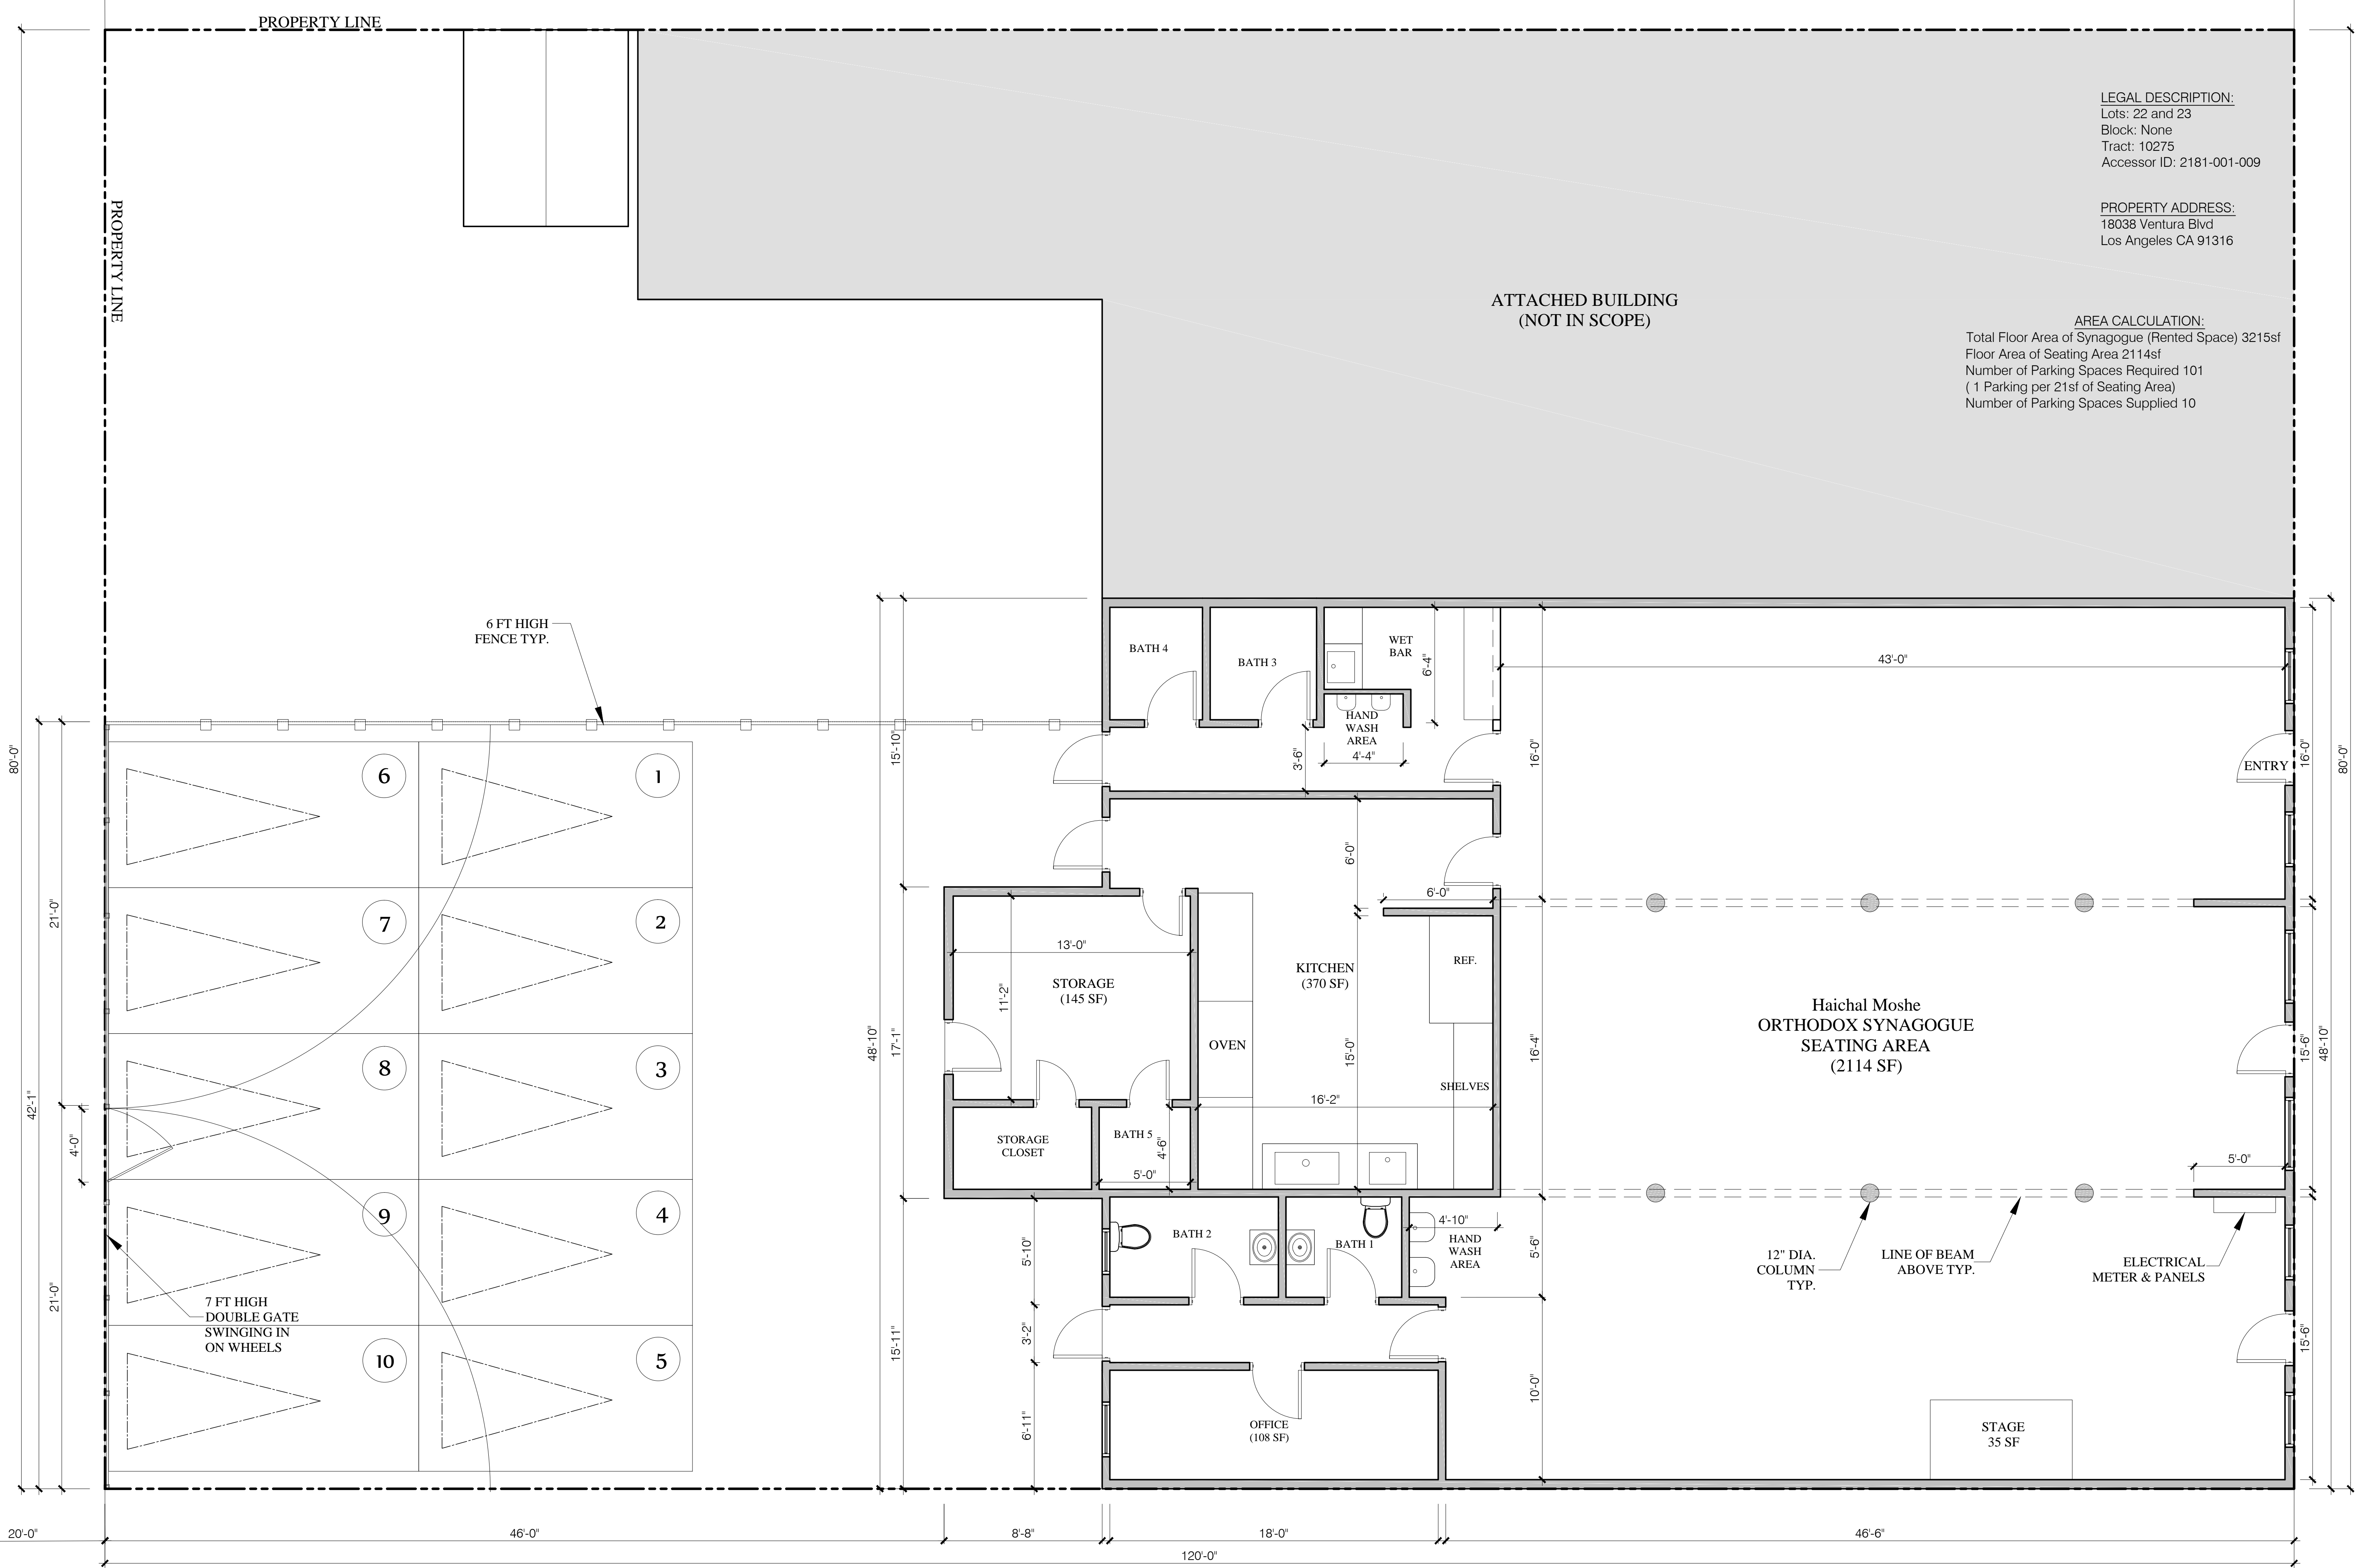 PROPERTY LINE
PROPERTY LINE
LEGAL DESCRIPTION:
Lots: 22 and 23
Block: None
Tract: 10275
Accessor ID: 2181-001-009
PROPERTY ADDRESS:
18038 Ventura Blvd
Los Angeles CA 91316
ATTACHED BUILDING
(NOT IN SCOPE)
AREA CALCULATION:
Total Floor Area of Synagogue (Rented Space) 3215sf
Floor Area of Seating Area 2114sf
Number of Parking Spaces Required 101
( 1 Parking per 21sf of Seating Area)
Number of Parking Spaces Supplied 10
6 FT HIGH
FENCE TYP.
80'-0"
42'-1"
21'-0"
4'-0"
21'-0"
6
1
7
2
8
3
9
4
10
5
7 FT HIGH
DOUBLE GATE
SWINGING IN
ON WHEELS
48'-10"
15'-10"
17'-1"
15'-11"
BATH 4
BATH 3
WET
BAR
6'-4"
HAND
WASH
AREA
4'-4"
3'-6"
43'-0"
16'-0"
ENTRY
16'-0"
80'-0"
6'-0"
6'-0"
13'-0"
STORAGE
(145 SF)
11'-2"
KITCHEN
(370 SF)
REF.
OVEN
15'-0"
SHELVES
16'-2"
16'-4"
STORAGE
CLOSET
BATH 5
4'-6"
5'-0"
Haichal Moshe
ORTHODOX SYNAGOGUE
SEATING AREA
(2114 SF)
15'-6"
48'-10"
5'-0"
5'-10"
BATH 2
BATH 1
4'-10"
HAND
WASH
AREA
5'-6"
12" DIA.
COLUMN
TYP.
LINE OF BEAM
ABOVE TYP.
ELECTRICAL
METER & PANELS
3'-2"
15'-6"
6'-11"
OFFICE
(108 SF)
10'-0"
STAGE
35 SF
20'-0"
46'-0"
8'-8"
18'-0"
46'-6"
120'-0"